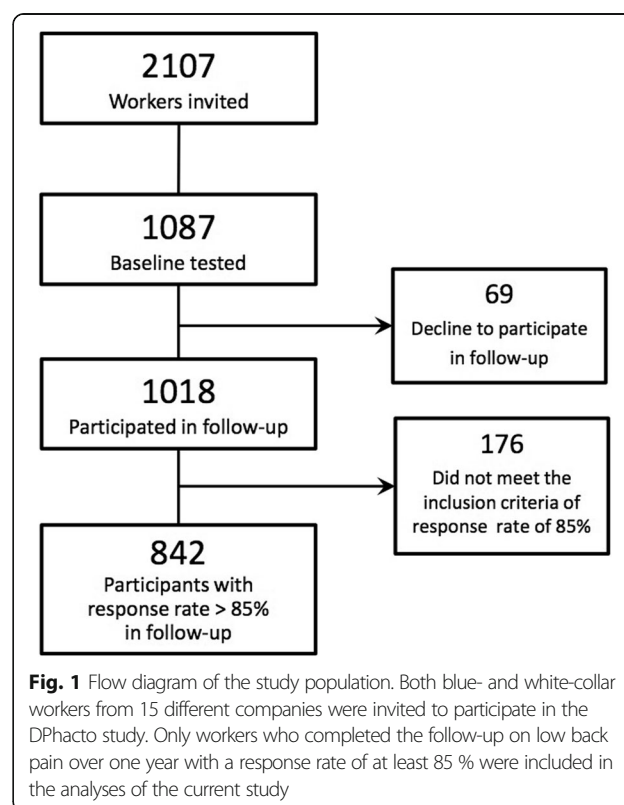 2107
Workers invited
1087
Baseline tested
69
Decline to participate
in follow-up
1018
Participated in follow-up
176
Did not meet the
inclusion criteria of
response rate of 85%
842
Participants with
response rate > 85%
in follow-up
Fig. 1 Flow diagram of the study population. Both blue- and white-collar
workers from 15 different companies were invited to participate in the
DPhacto study. Only workers who completed the follow-up on low back
pain over one year with a response rate of at least 85 % were included in
the analyses of the current study